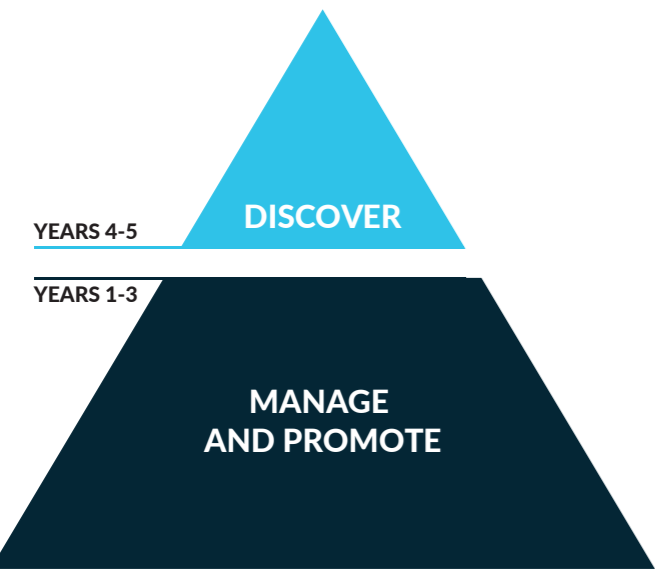 DISCOVER
YEARS 4-5
YEARS 1-3
MANAGE
AND PROMOTE